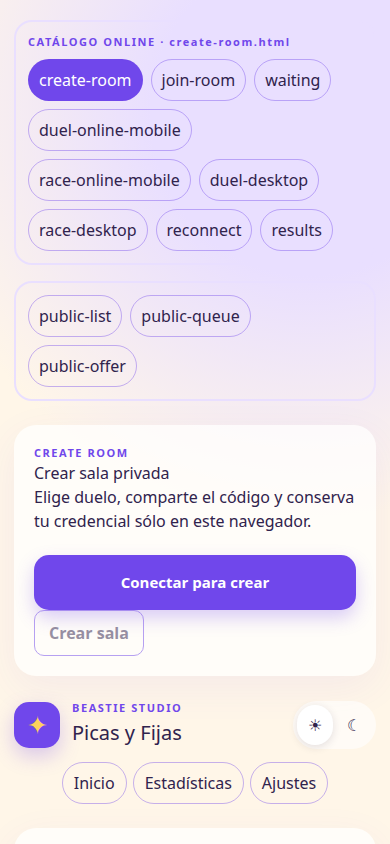 CATÁLOGO ONLINE · create-room.html
create-room join-room waiting
duel-online-mobile
race-online-mobile duel-desktop
race-desktop reconnect results
public-list public-queue
public-offer
CREATE ROOM
Crear sala privada
Elige duelo, comparte el código y conserva
tu credencial sólo en este navegador.
Conectar para crear
Crear sala
BEASTIE STUDIO
Picas y Fijas
Inicio Estadísticas Ajustes